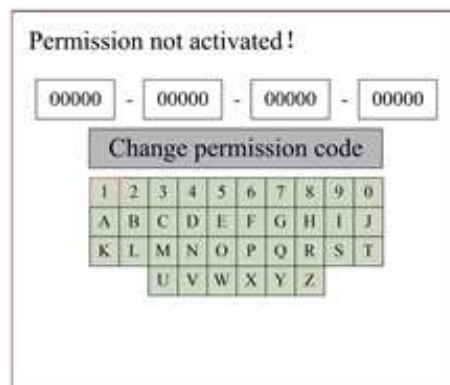 Permission not activated!
00000 - 00000 - 00000 - 00000
Change permission code
1 2 3 4 5 6 7 8 9 0
A B C D E F G H I J
K L M N O P Q R S T
U V W X Y Z